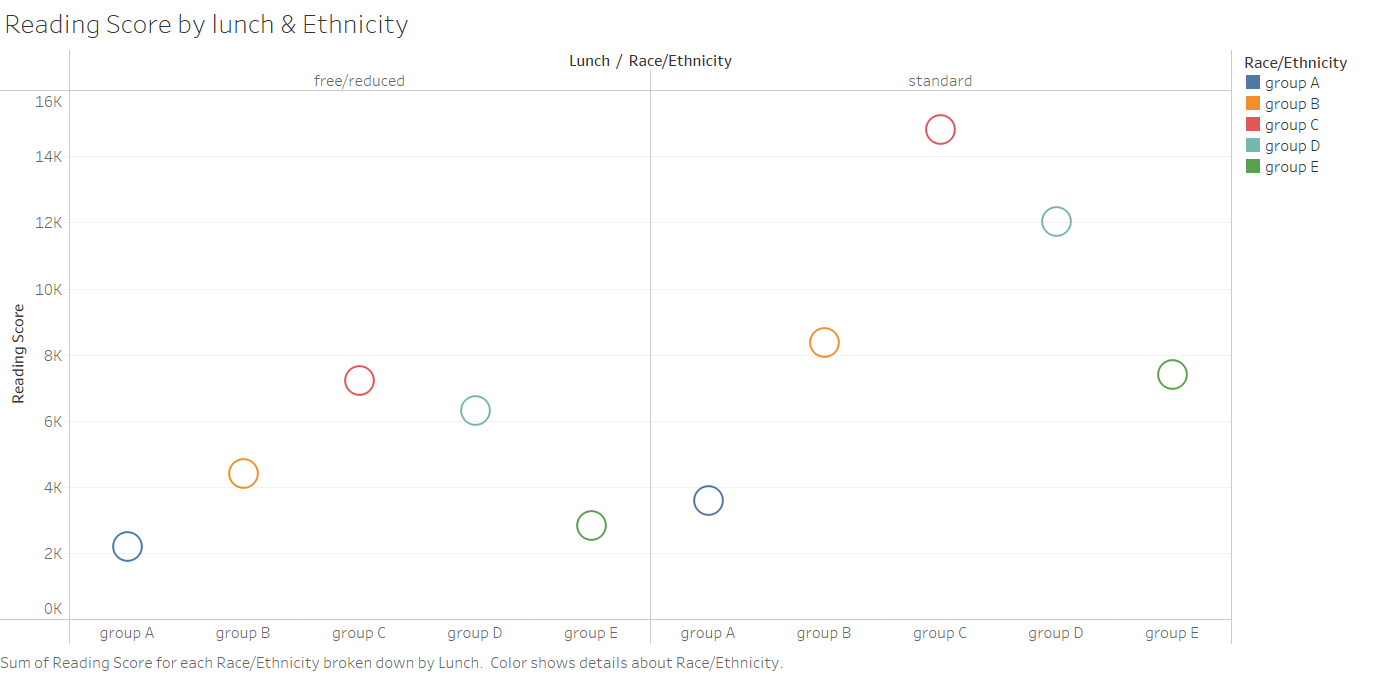 Reading Score by lunch & Ethnicity
Lunch / Race/Ethnicity
free/reduced
standard
16K
14K
12K
10K
8K
6K
4K
2K
0K
Reading Score
group A
group B
group C
group D
group E
group A
group B
group C
group D
group E
Sum of Reading Score for each Race/Ethnicity broken down by Lunch. Color shows details about Race/Ethnicity.
Race/Ethnicity
group A
group B
group C
group D
group E